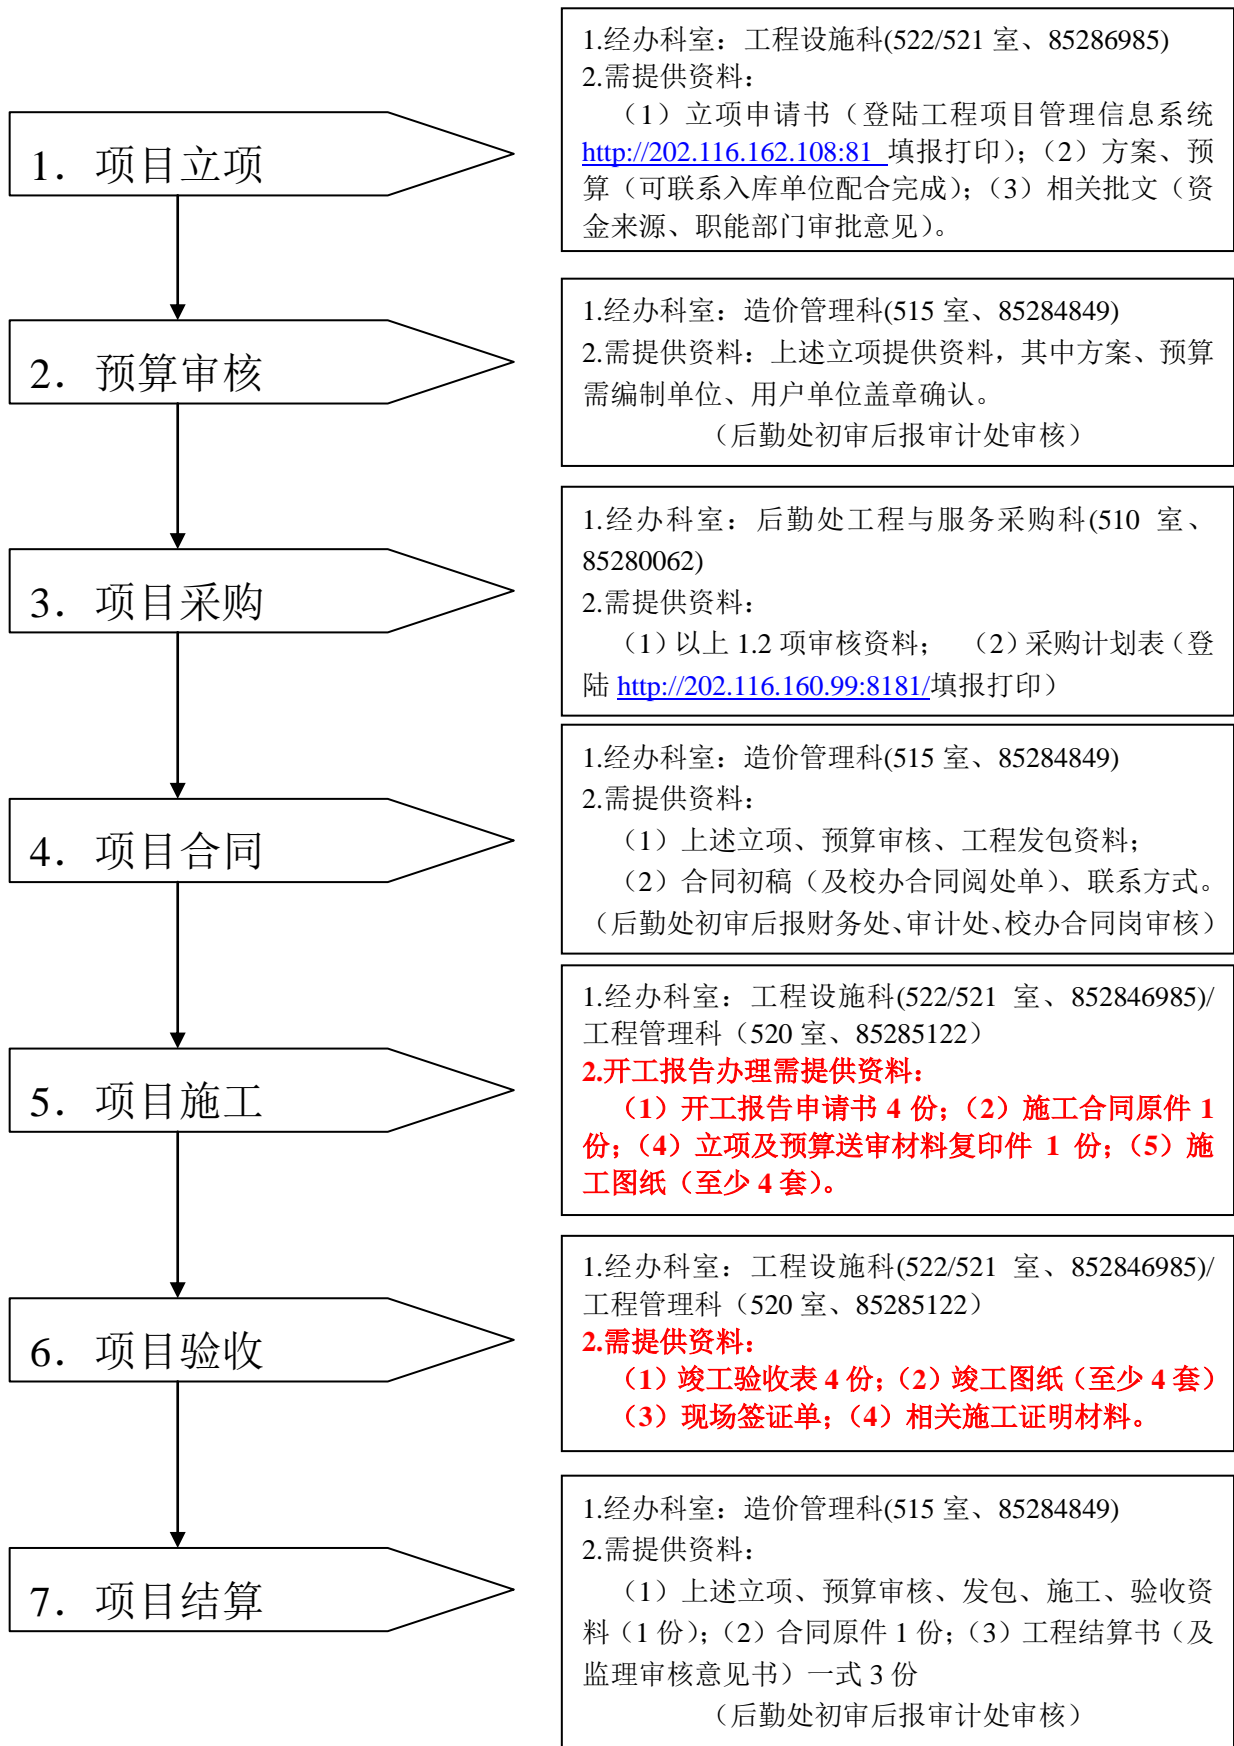 1. 项目立项
1.经办科室：工程设施科(522/521 室、85286985)
2.需提供资料：
（1）立项申请书（登陆工程项目管理信息系统
http://202.116.162.108:81 填报打印）；（2）方案、预
算（可联系入库单位配合完成）；（3）相关批文（资
金来源、职能部门审批意见）。
2. 预算审核
1.经办科室：造价管理科(515 室、85284849)
2.需提供资料：上述立项提供资料，其中方案、预算
需编制单位、用户单位盖章确认。
（后勤处初审后报审计处审核）
3. 项目采购
1.经办科室：后勤处工程与服务采购科(510 室、
85280062)
2.需提供资料：
（1）以上 1.2 项审核资料； （2）采购计划表（登
陆 http://202.116.160.99:8181/填报打印）
4. 项目合同
1.经办科室：造价管理科(515 室、85284849)
2.需提供资料：
（1）上述立项、预算审核、工程发包资料；
（2）合同初稿（及校办合同阅处单）、联系方式。
（后勤处初审后报财务处、审计处、校办合同岗审核）
5. 项目施工
1.经办科室：工程设施科(522/521 室、852846985)/
工程管理科（520 室、85285122）
2.开工报告办理需提供资料：
（1）开工报告申请书 4 份；（2）施工合同原件 1
份；（4）立项及预算送审材料复印件 1 份；（5）施
工图纸（至少 4 套）。
6. 项目验收
1.经办科室：工程设施科(522/521 室、852846985)/
工程管理科（520 室、85285122）
2.需提供资料：
（1）竣工验收表 4 份；（2）竣工图纸（至少 4 套）
（3）现场签证单；（4）相关施工证明材料。
7. 项目结算
1.经办科室：造价管理科(515 室、85284849)
2.需提供资料：
（1）上述立项、预算审核、发包、施工、验收资
料（1 份）；（2）合同原件 1 份；（3）工程结算书（及
监理审核意见书）一式 3 份
（后勤处初审后报审计处审核）